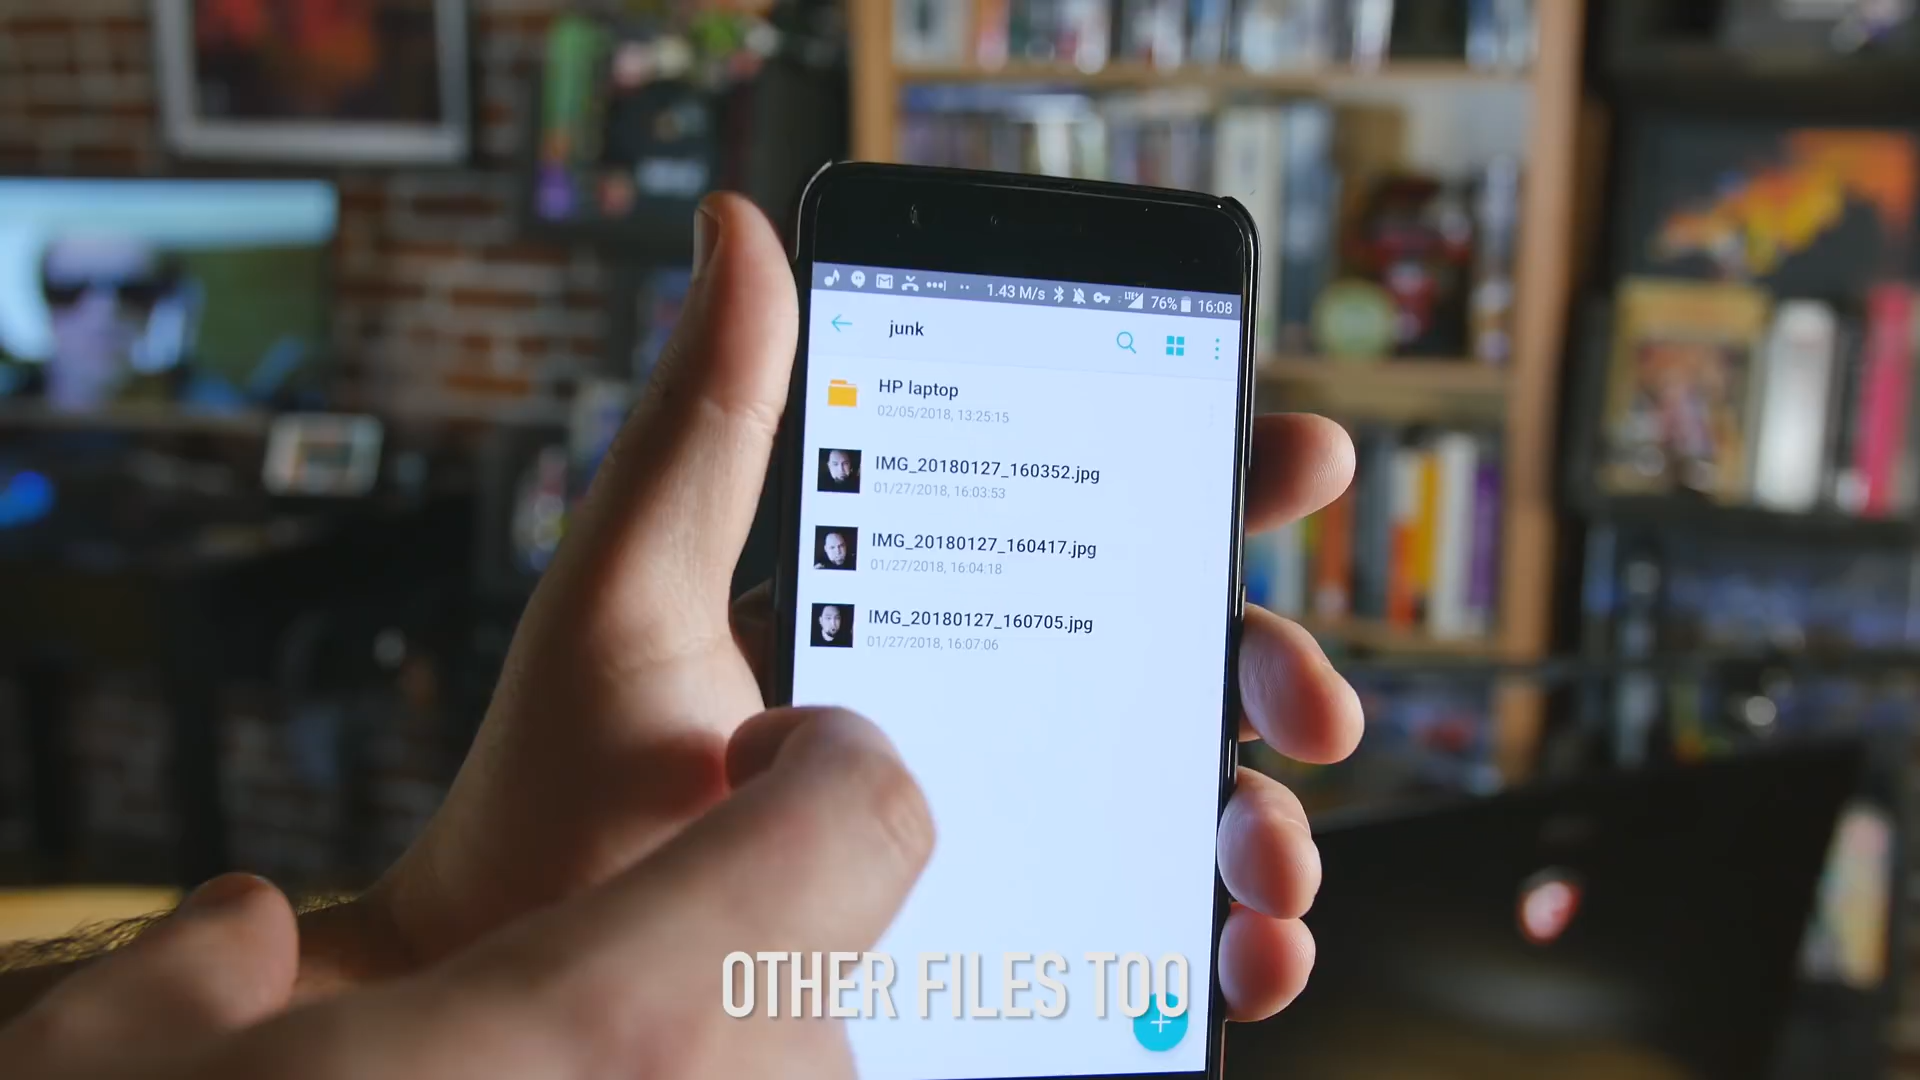 1.43 M/s 76% 16:08
junk
HP laptop
02/05/2018, 13:25:15
IMG_20180127_160352.jpg
01/27/2018, 16:03:53
IMG_20180127_160417.jpg
01/27/2018, 16:04:18
IMG_20180127_160705.jpg
01/27/2018, 16:07:06
OTHER FILES TOO